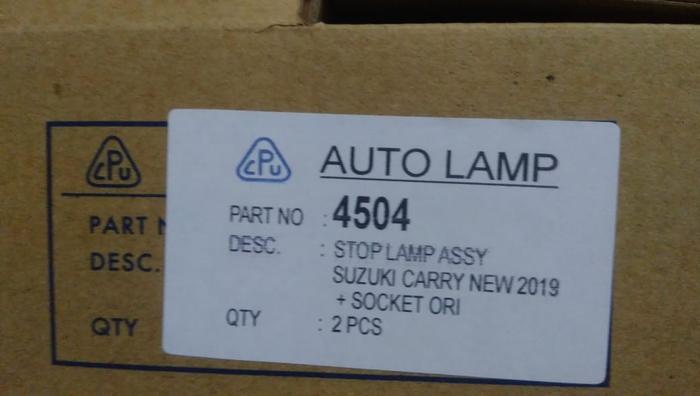 CPU
PART
DESC.
QTY
CPU AUTO LAMP
PART NO : 4504
DESC. : STOP LAMP ASSY
SUZUKI CARRY NEW 2019
+ SOCKET ORI
QTY : 2 PCS